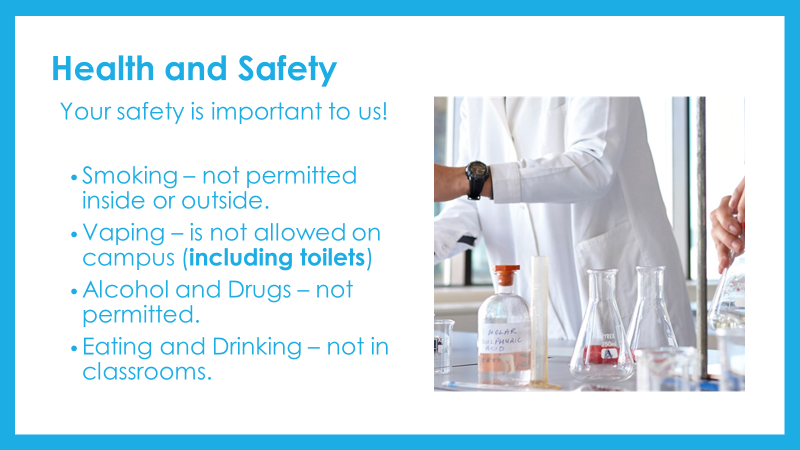 Health and Safety
Your safety is important to us!
• Smoking – not permitted
inside or outside.
• Vaping – is not allowed on
campus (including toilets)
• Alcohol and Drugs – not
permitted.
• Eating and Drinking – not in
classrooms.
MOLAR
ACID